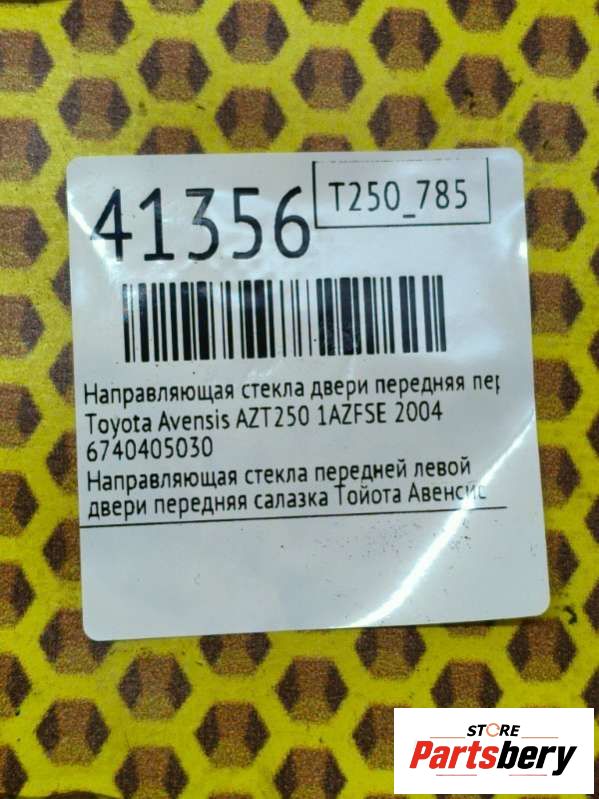 41356
T250_785
Направляющая стекла двери передняя пер
Toyota Avensis AZT250 1AZFSE 2004
6740405030
Направляющая стекла передней левой
двери передняя салазка Тойота Авенсис
STORE
Partsbery